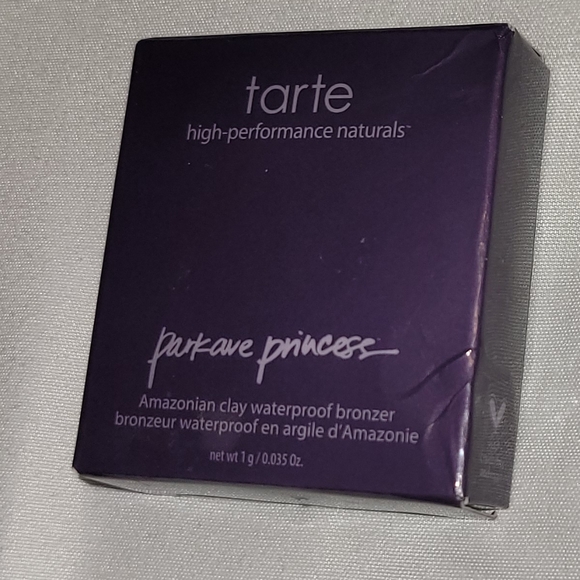 tarte
high-performance naturals™
park ave princess
Amazonian clay waterproof bronzer
bronzeur waterproof en argile d'Amazonie
net wt 1 g / 0.035 Oz.